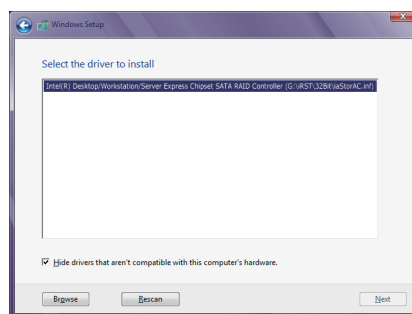 Windows Setup
Select the driver to install
Intel(R) Desktop/Workstation/Server Express Chipset SATA RAID Controller (G:\iRST\32Bit\iaStorAC.inf)
Hide drivers that aren't compatible with this computer's hardware.
Browse
Rescan
Next